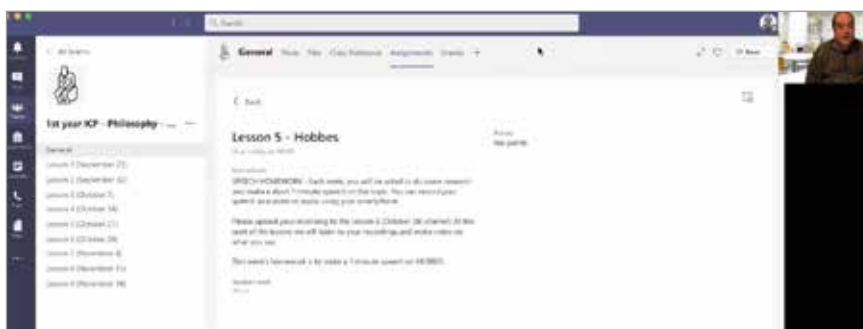 Search
All teams
General Posts Files Class Notebook Assignments Grades +
1st year ICP - Philosophy - ...
Back
General
Lesson 5 - Hobbes
Points
No points
Lesson 1 (September 25)
Lesson 3 (October 7)
Lesson 4 (October 14)
Lesson 5 (October 21)
Lesson 6 (October 28)
Lesson 7 (November 4)
Lesson 8 (November 11)
Lesson 9 (November 18)
Instructions
SPEECH HOMEWORK - Each week, you will be asked to do some research
and make a short 1 minute speech on the topic. You can record your
speech as a video or audio using your smartphone.
Please upload your recording to the Lesson 6 (October 28) channel. At the
start of the lesson we will listen to your recordings and make notes on
what you say.
This week's homework is to make a 1 minute speech on HOBBES.
Student work